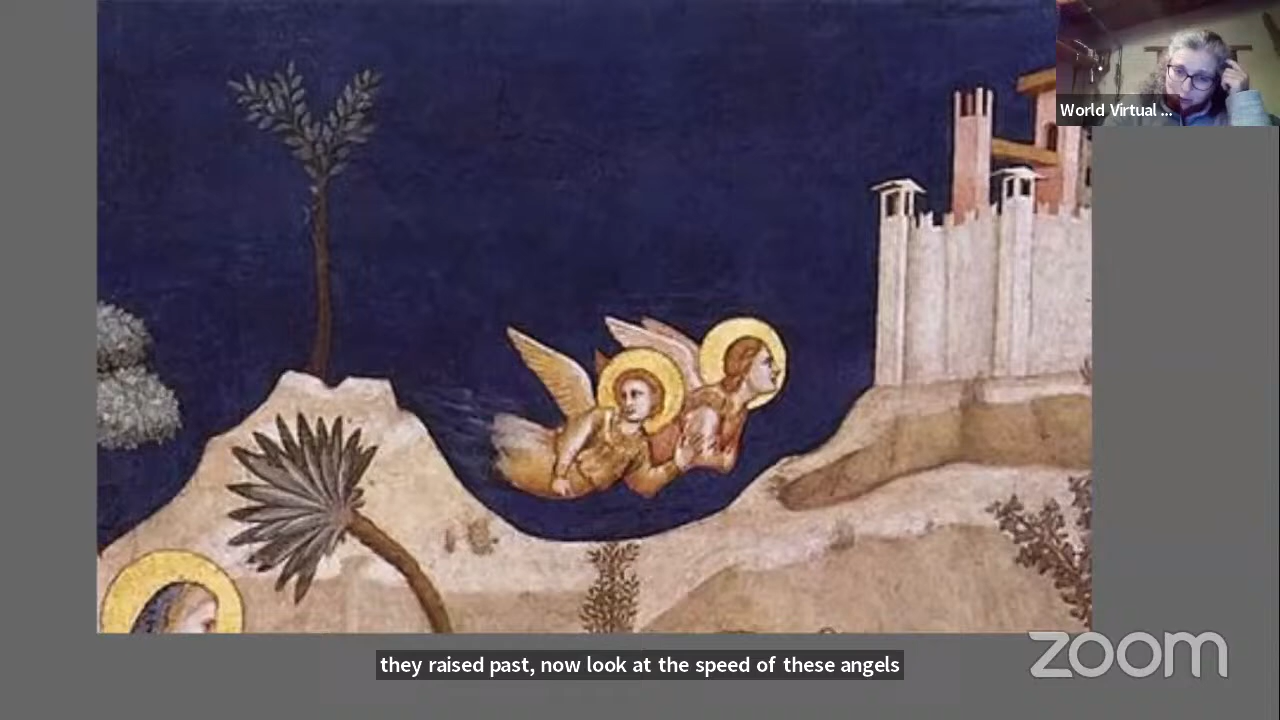 World Virtual ...
they raised past, now look at the speed of these angels
zoom